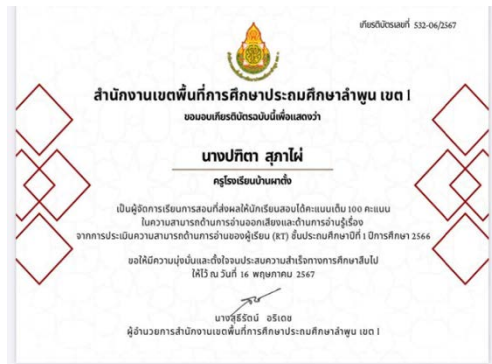 เกียรติบัตรเลขที่ 532-06/2567
สำนักงานเขตพื้นที่การศึกษาประถมศึกษาลำพูน เขต 1
ขอมอบเกียรติบัตรฉบับนี้เพื่อแสดงว่า
นางปทิตา สุภาไผ่
ครูโรงเรียนบ้านผาตั้ง
เป็นผู้จัดการเรียนการสอนที่ส่งผลให้นักเรียนสอบได้คะแนนเต็ม 100 คะแนน
ในความสามารถด้านการอ่านออกเสียงและด้านการอ่านรู้เรื่อง
จากการประเมินความสามารถด้านการอ่านของผู้เรียน (RT) ชั้นประถมศึกษาปีที่ 1 ปีการศึกษา 2566
ขอให้มีความมุ่งมั่นและตั้งใจจนประสบความสำเร็จทางการศึกษาสืบไป
ให้ไว้ ณ วันที่ 16 พฤษภาคม 2567
นางสุธีรัตน์ อริเดช
ผู้อำนวยการสำนักงานเขตพื้นที่การศึกษาประถมศึกษาลำพูน เขต 1